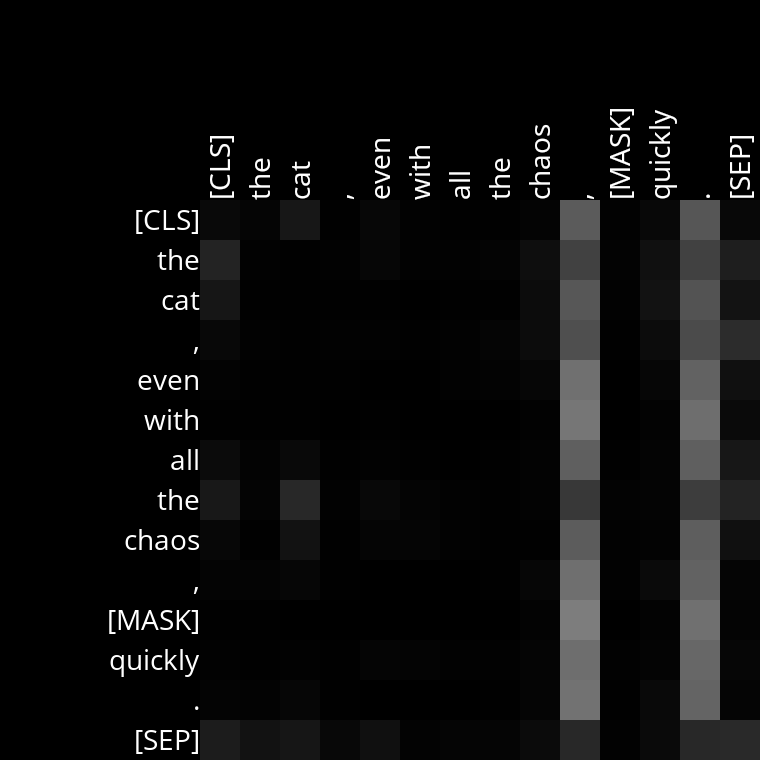 [CLS] the cat , even with all the chaos , [MASK] quickly . [SEP]
[CLS]
the
cat
,
even
with
all
the
chaos
,
[MASK]
quickly
.
[SEP]